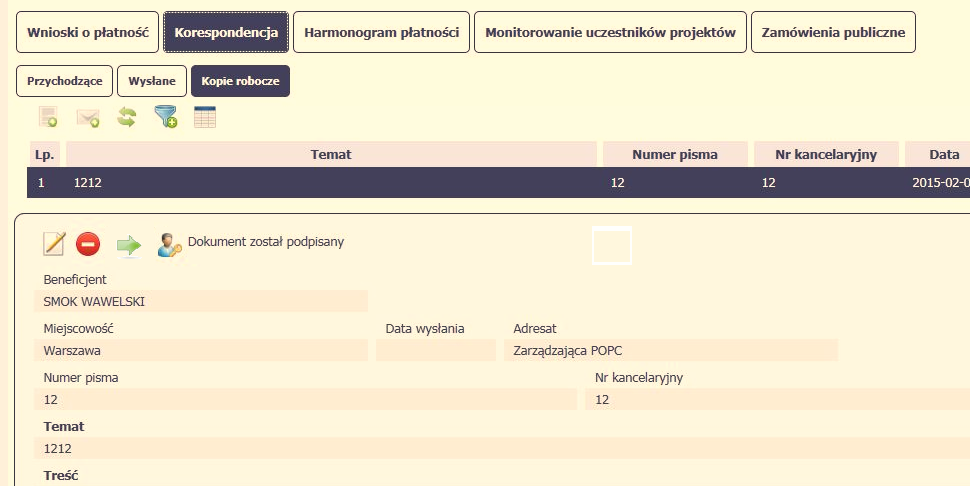 Wnioski o płatność Korespondencja Harmonogram płatności Monitorowanie uczestników projektów Zamówienia publiczne
Przychodzące Wysłane Kopie robocze
Lp. Temat Numer pisma Nr kancelaryjny Data
1 1212 12 12 2015-02-0
Dokument został podpisany
Beneficjent
SMOK WAWELSKI
Miejscowość Data wysłania Adresat
Warszawa Zarządzająca POPC
Numer pisma Nr kancelaryjny
12 12
Temat
1212
Treść